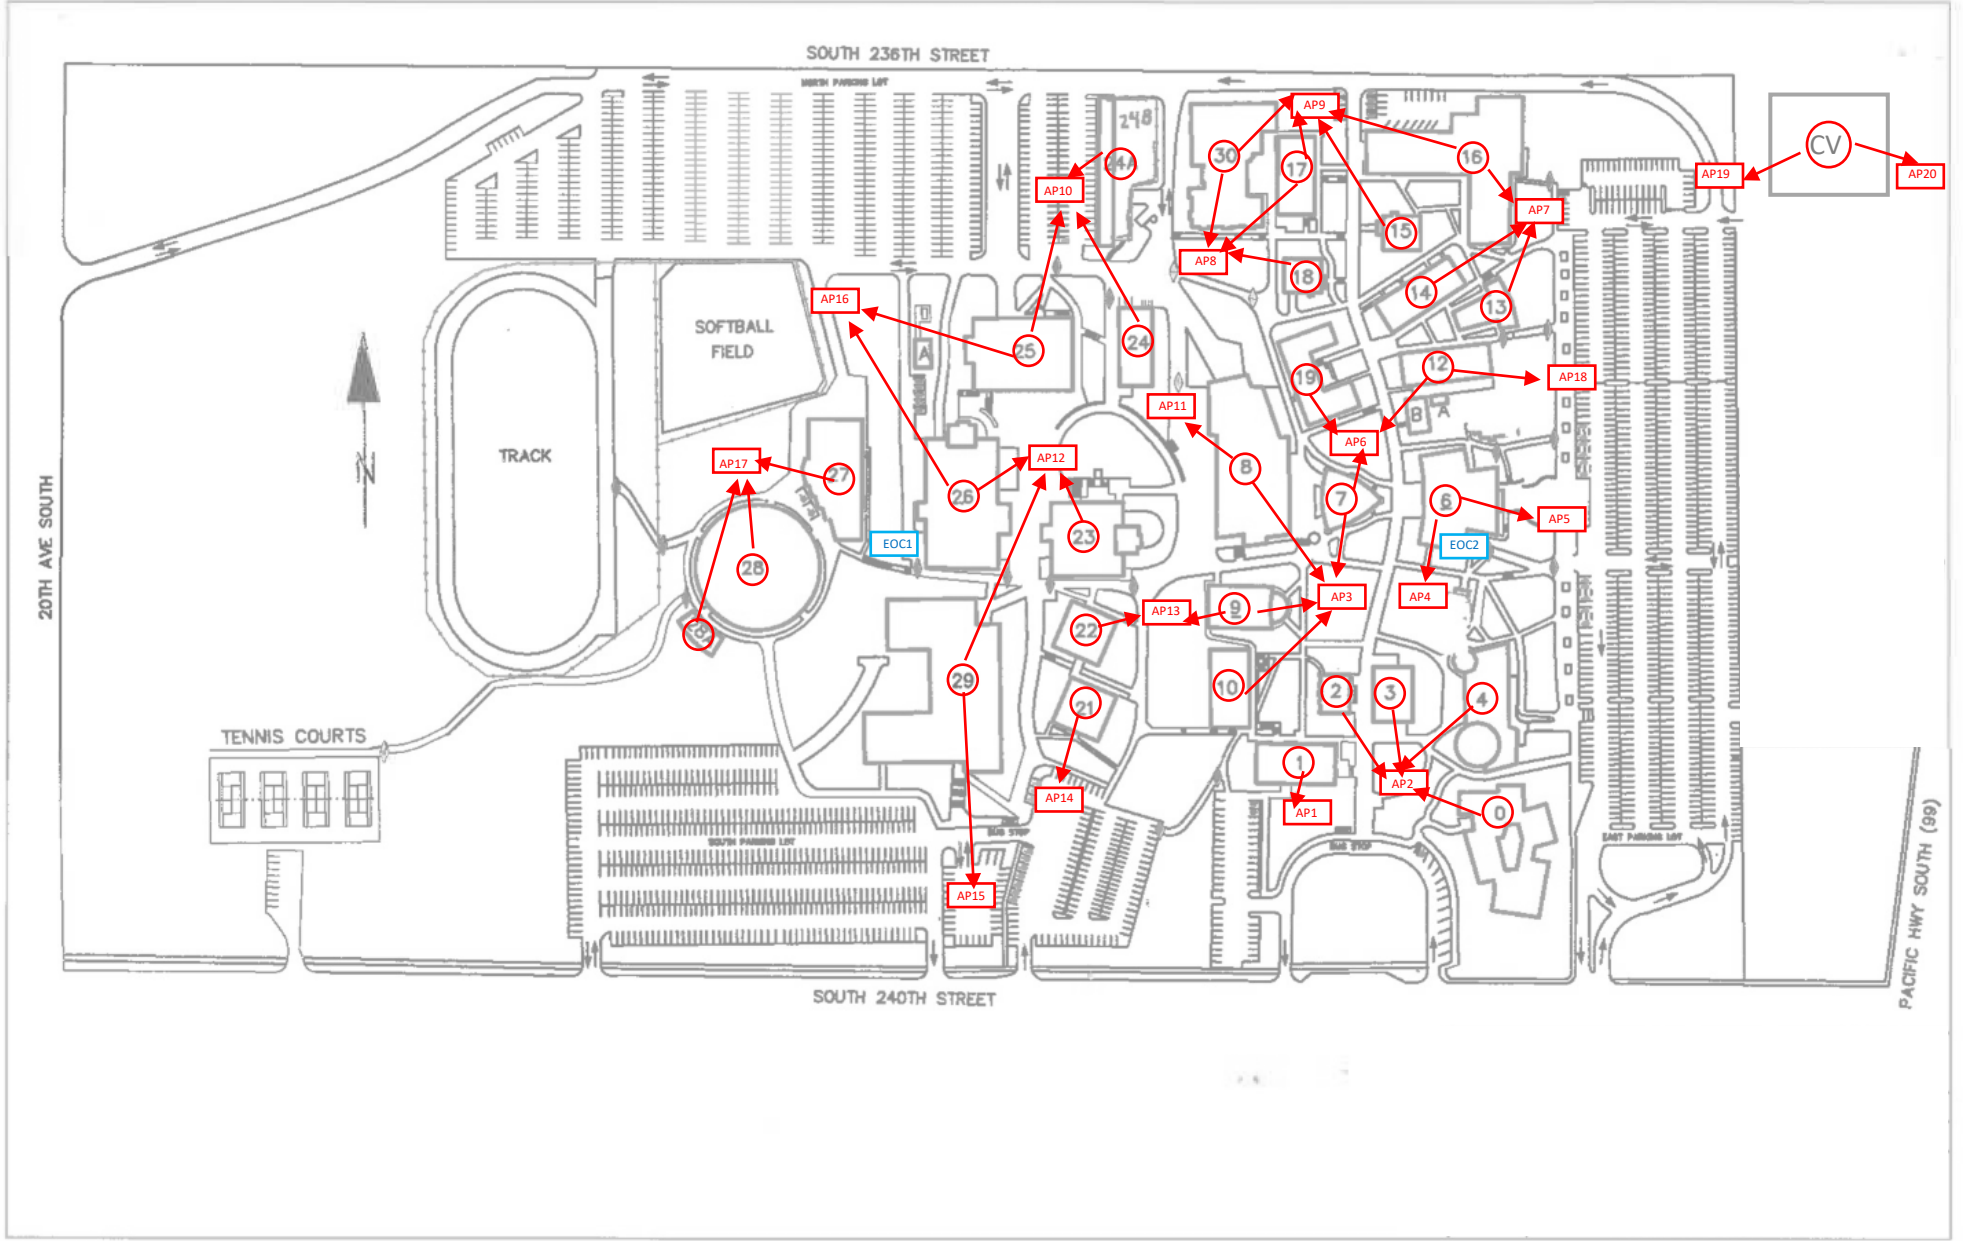 SOUTH 236TH STREET
NORTH PARKING LOT
24B
AP9
CV
30
17
16
24A
AP10
AP19
AP20
AP7
15
AP8
18
14
13
AP16
SOFTBALL
FIELD
D
A
25
24
12
19
AP18
AP11
B
A
AP6
TRACK
AP17
27
AP12
8
26
7
6
AP5
N
23
EOC1
EOC2
20TH AVE SOUTH
28
AP3
AP4
AP13
9
22
29
10
2
3
4
21
TENNIS COURTS
1
AP2
AP14
AP1
0
BUS STOP
SOUTH PARKING LOT
BUS STOP
EAST PARKING LOT
AP15
PACIFIC HWY SOUTH (99)
SOUTH 240TH STREET